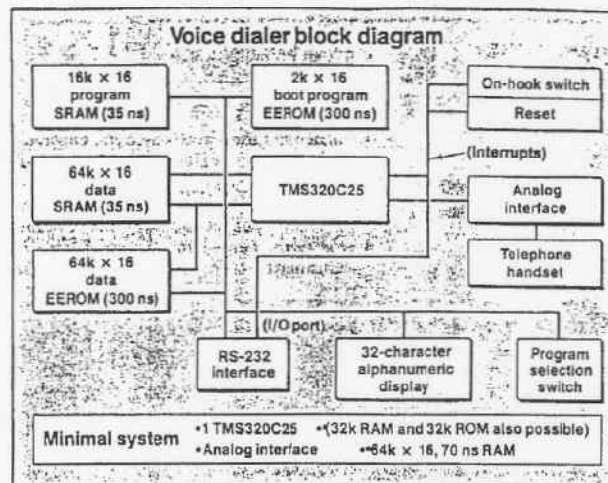 Voice dialer block diagram
16k × 16
program
SRAM (35 ns)
2k × 16
boot program
EEROM (300 ns)
On-hook switch
Reset
(Interrupts)
64k × 16
data
SRAM (35 ns)
TMS320C25
Analog
interface
Telephone
handset
64k × 16
data
EEROM (300 ns)
(I/O port)
RS-232
interface
32-character
alphanumeric
display
Program
selection
switch
Minimal system
•1 TMS320C25
•(32k RAM and 32k ROM also possible)
•Analog interface
•64k × 16, 70 ns RAM